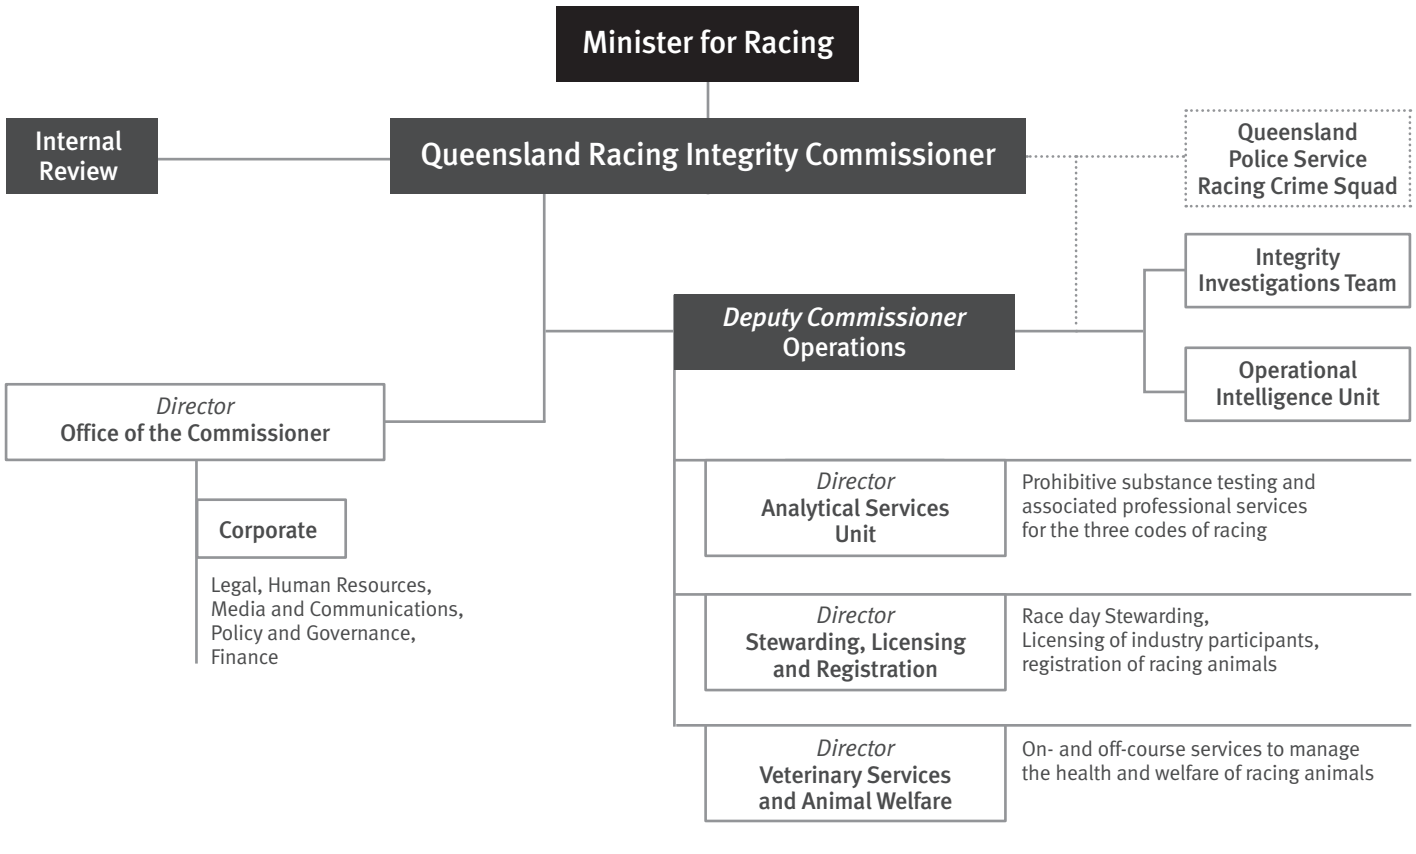 Minister for Racing
Internal
Review
Queensland Racing Integrity Commissioner
Queensland
Police Service
Racing Crime Squad
Integrity
Investigations Team
Deputy Commissioner
Operations
Operational
Intelligence Unit
Director
Office of the Commissioner
Corporate
Legal, Human Resources,
Media and Communications,
Policy and Governance,
Finance
Director
Analytical Services
Unit
Prohibitive substance testing and
associated professional services
for the three codes of racing
Director
Stewarding, Licensing
and Registration
Race day Stewarding,
Licensing of industry participants,
registration of racing animals
Director
Veterinary Services
and Animal Welfare
On- and off-course services to manage
the health and welfare of racing animals